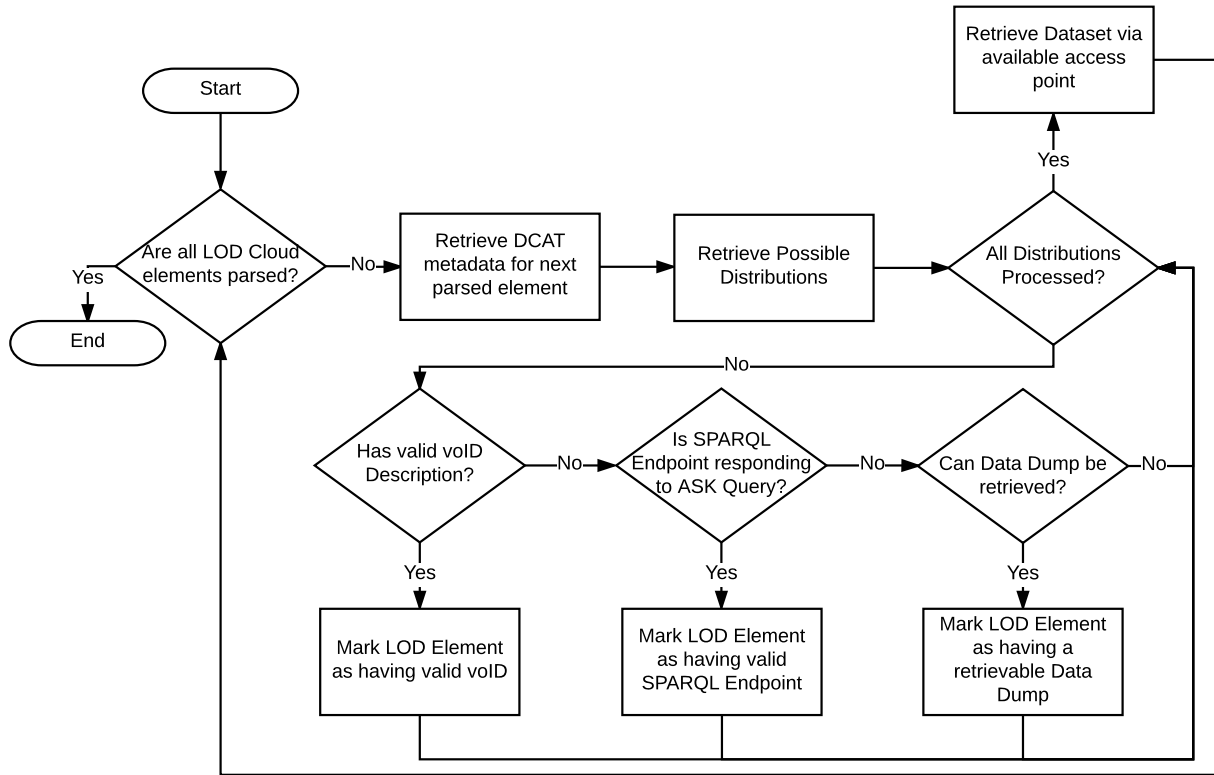 Retrieve Dataset via
available access
point
Start
Yes
Are all LOD Cloud
elements parsed?
No
Retrieve DCAT
metadata for next
parsed element
Retrieve Possible
Distributions
All Distributions
Processed?
Yes
End
No
Has valid voID
Description?
No
Is SPARQL
Endpoint responding
to ASK Query?
No
Can Data Dump be
retrieved?
No
Yes
Yes
Yes
Mark LOD Element
as having valid voID
Mark LOD Element
as having valid
SPARQL Endpoint
Mark LOD Element
as having a
retrievable Data
Dump